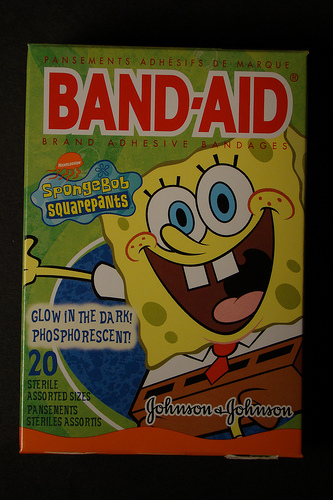 PANSEMENTS ADHÉSIFS DE MARQUE
BAND-AID®
BRAND ADHESIVE BANDAGES
NICKELODEON
SpongeBob
SquarePants
GLOW IN THE DARK!
PHOSPHORESCENT!
20
STERILE
ASSORTED SIZES
PANSEMENTS
STÉRILES ASSORTIS
Johnson & Johnson